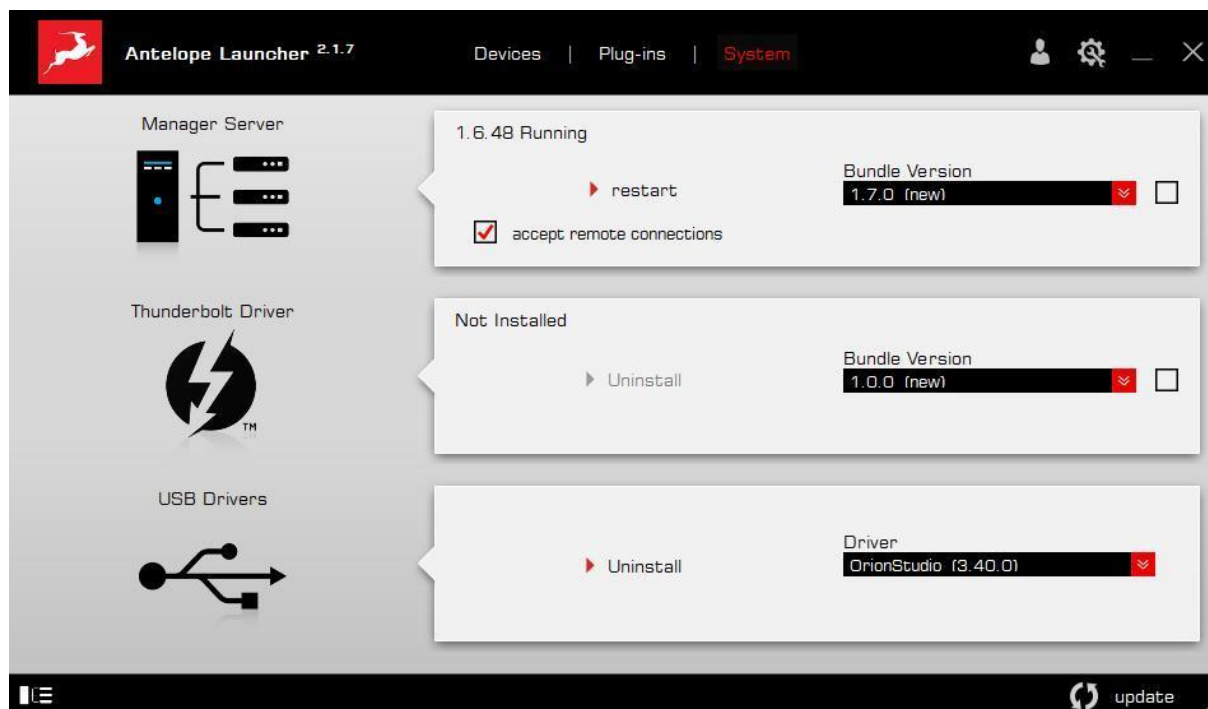 Antelope Launcher 2.1.7
Devices | Plug-ins | System
Manager Server
1.6.48 Running
restart
Bundle Version
1.7.0 (new)
accept remote connections
Thunderbolt Driver
TM
Not Installed
Uninstall
Bundle Version
1.0.0 (new)
USB Drivers
Uninstall
Driver
OrionStudio (3.40.0)
update